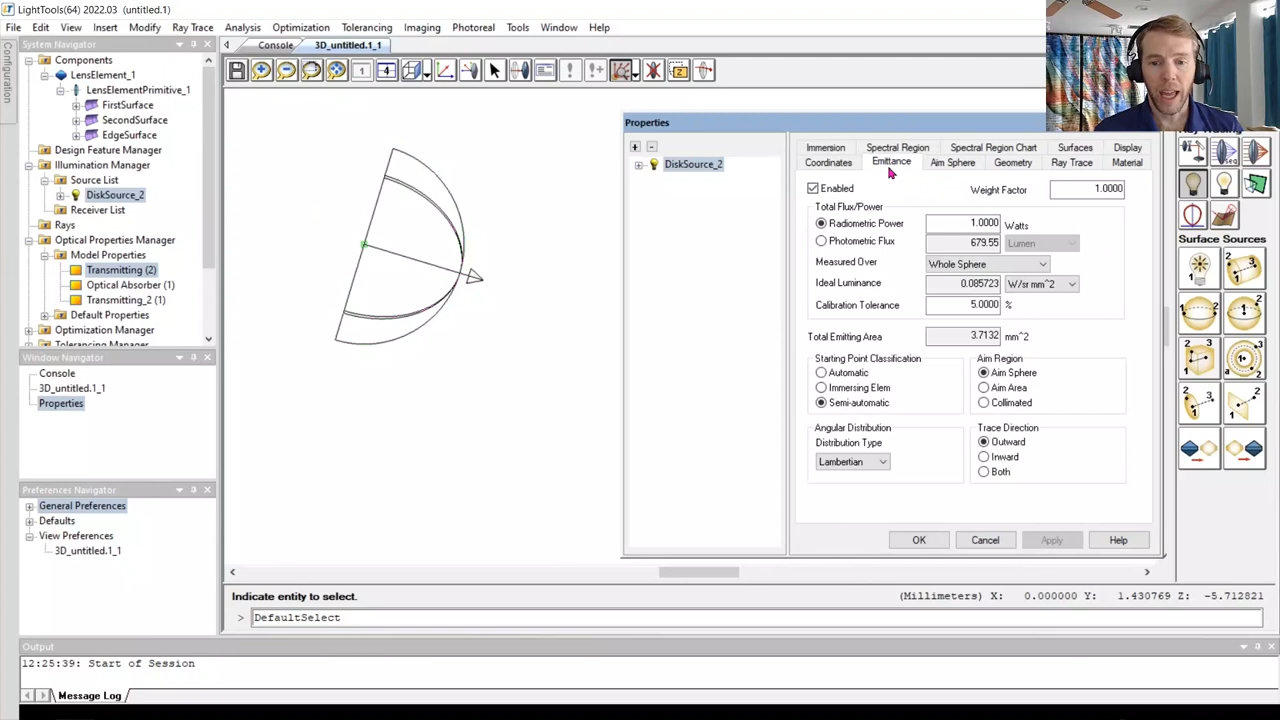 LightTools(64) 2022.03 (untitled.1)
File Edit View Insert Modify Ray Trace Analysis Optimization Tolerancing Imaging Photoreal Tools Window Help
Configuration
System Navigator
Components
LensElement_1
LensElementPrimitive_1
FirstSurface
SecondSurface
EdgeSurface
Design Feature Manager
Illumination Manager
Source List
DiskSource_2
Receiver List
Rays
Optical Properties Manager
Model Properties
Transmitting (2)
Optical Absorber (1)
Transmitting_2 (1)
Default Properties
Optimization Manager
Tolerancing Manager
Window Navigator
Console
3D_untitled.1_1
Properties
Preferences Navigator
General Preferences
Defaults
View Preferences
3D_untitled.1_1
Console 3D_untitled.1_1
1 4
Properties
DiskSource_2
Immersion Spectral Region Spectral Region Chart Surfaces Display
Coordinates Emittance Aim Sphere Geometry Ray Trace Material
Enabled Weight Factor 1.0000
Total Flux/Power
Radiometric Power 1.0000 Watts
Photometric Flux 679.55 Lumen
Measured Over Whole Sphere
Ideal Luminance 0.085723 W/sr mm^2
Calibration Tolerance 5.0000 %
Total Emitting Area 3.7132 mm^2
Starting Point Classification
Automatic
Immersing Elem
Semi-automatic
Aim Region
Aim Sphere
Aim Area
Collimated
Angular Distribution
Distribution Type
Lambertian
Trace Direction
Outward
Inward
Both
OK Cancel Apply Help
Ray Tracing
Surface Sources
Indicate entity to select. (Millimeters) X: 0.000000 Y: 1.430769 Z: -5.712821
> DefaultSelect
Output
12:25:39: Start of Session
Message Log